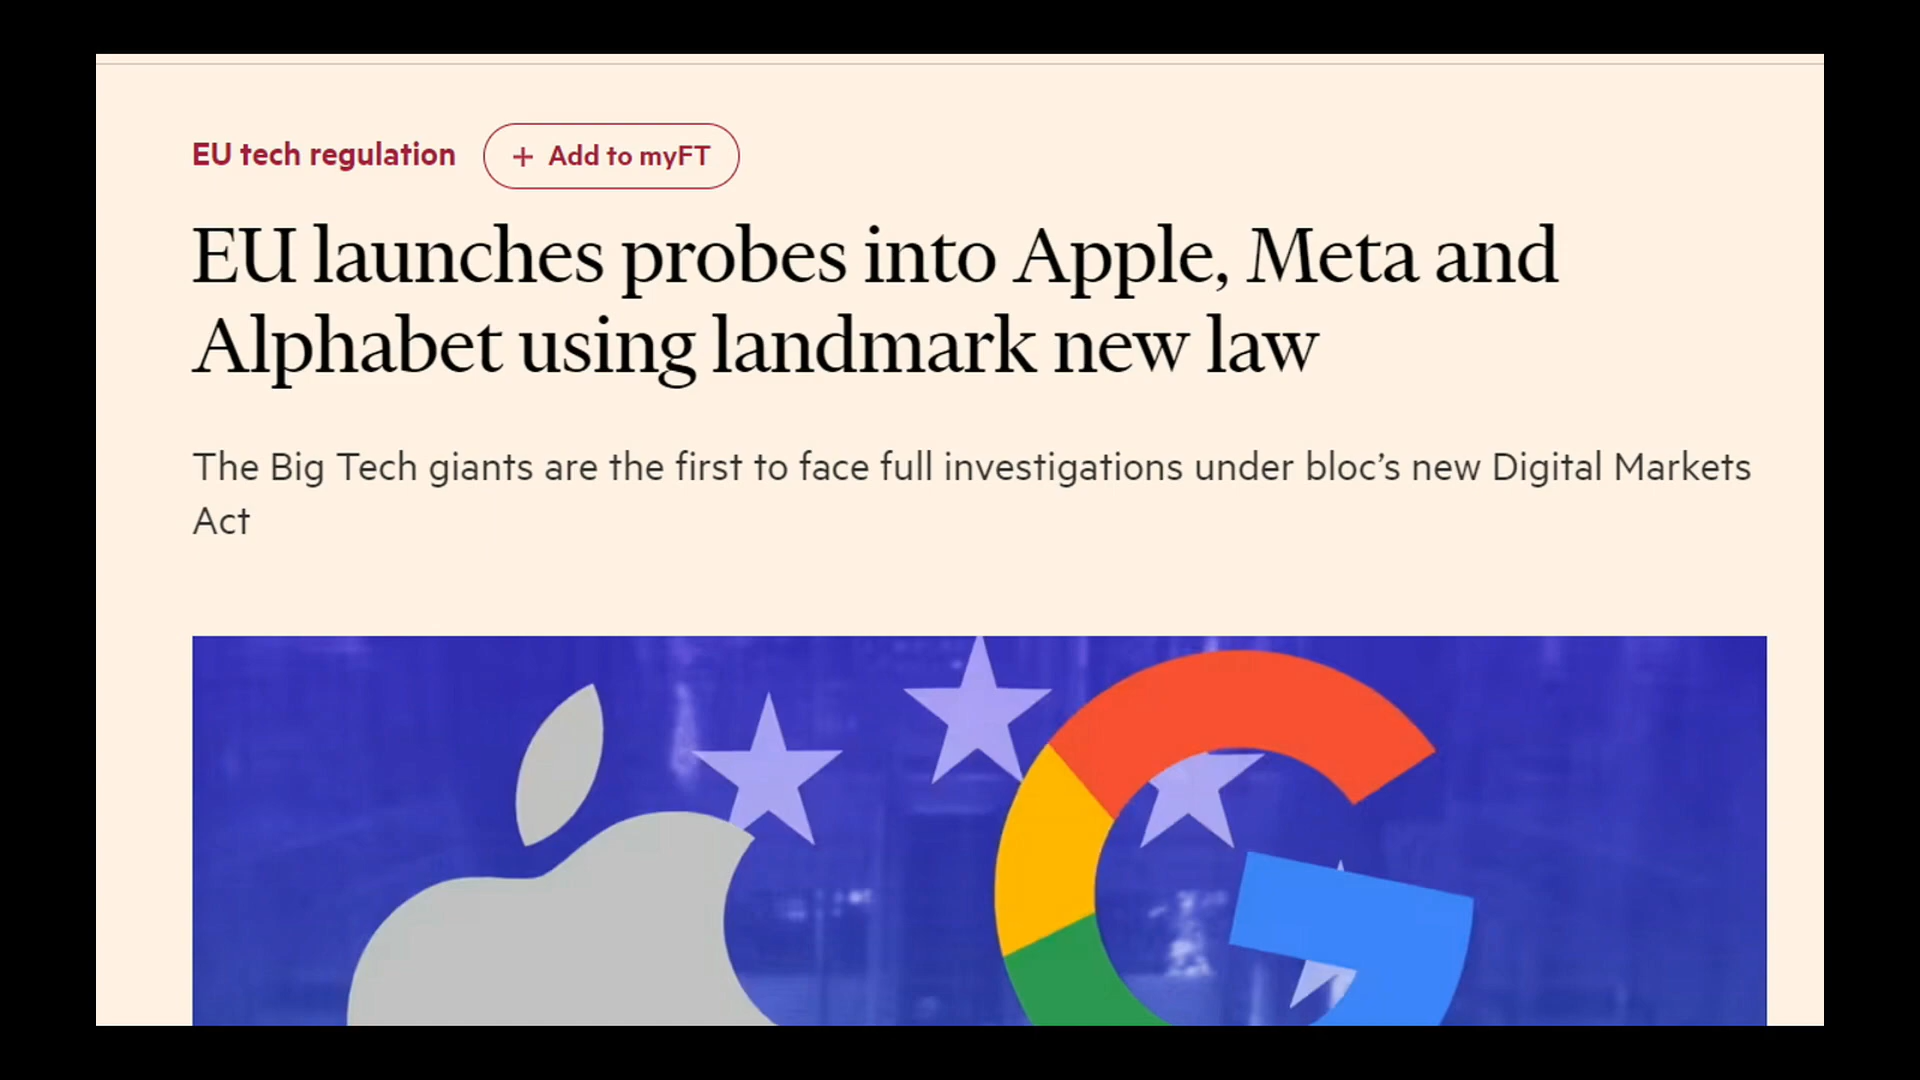 EU tech regulation
+ Add to myFT
EU launches probes into Apple, Meta and
Alphabet using landmark new law
The Big Tech giants are the first to face full investigations under bloc’s new Digital Markets
Act